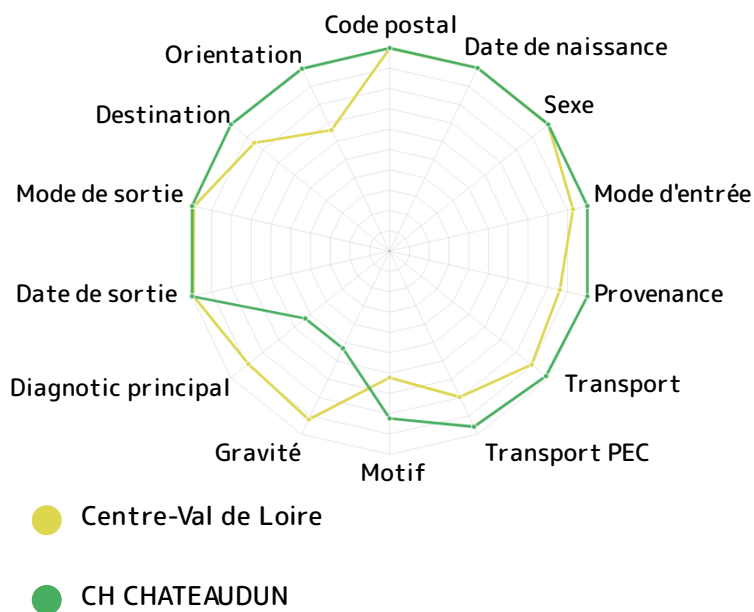 Code postal
Date de naissance
Sexe
Mode d'entrée
Provenance
Transport
Transport PEC
Motif
Gravité
Diagnotic principal
Date de sortie
Mode de sortie
Destination
Orientation
Centre-Val de Loire
CH CHATEAUDUN